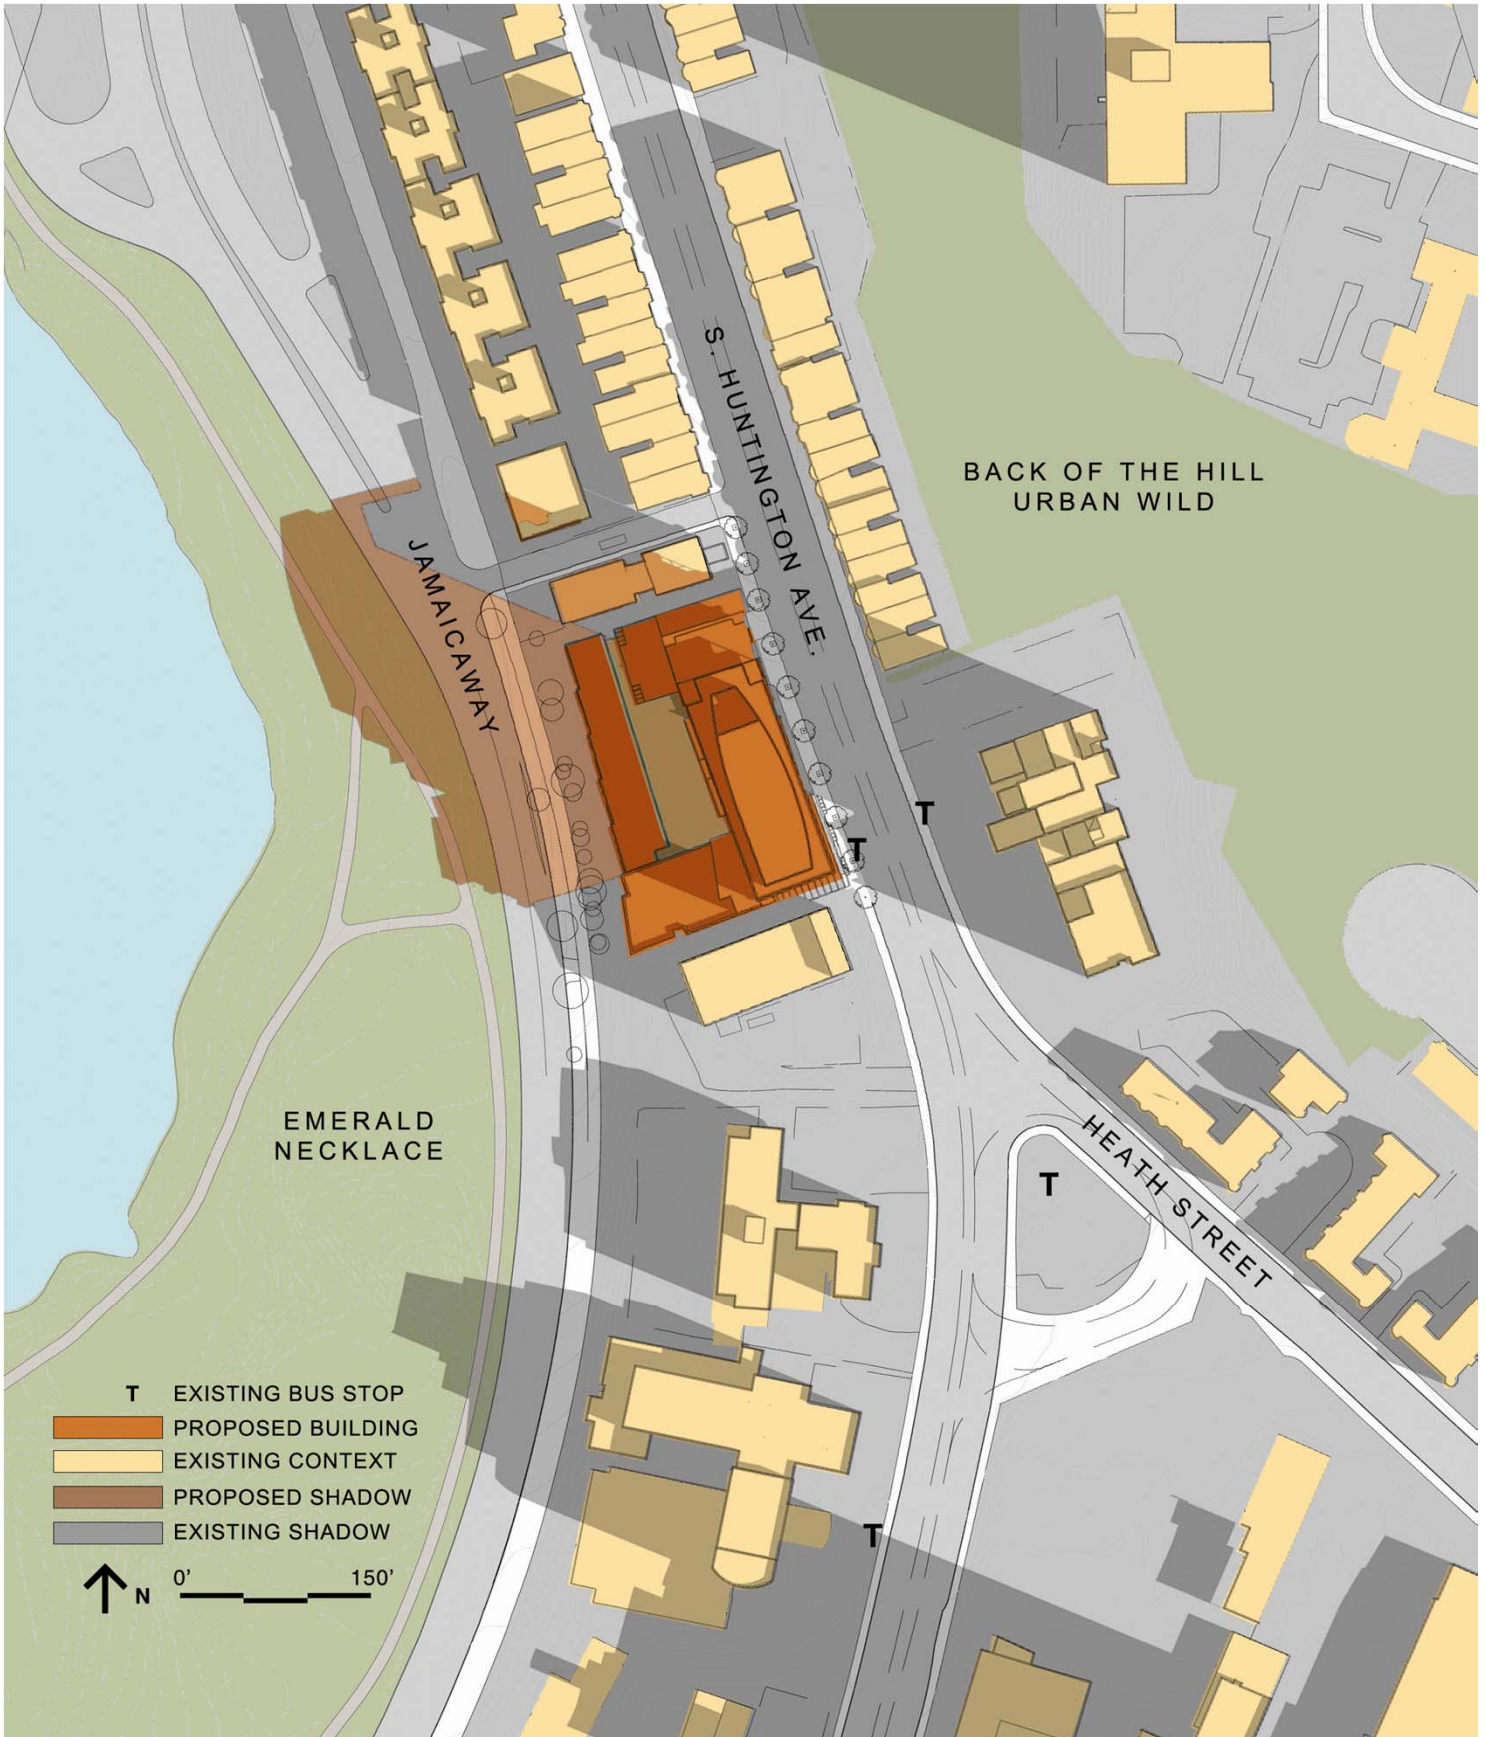 S. HUNTINGTON AVE.
BACK OF THE HILL
URBAN WILD
JAMAICAWAY
T
T
EMERALD
NECKLACE
HEATH STREET
T
T EXISTING BUS STOP
PROPOSED BUILDING
EXISTING CONTEXT
PROPOSED SHADOW
EXISTING SHADOW
T
N 0' 150'